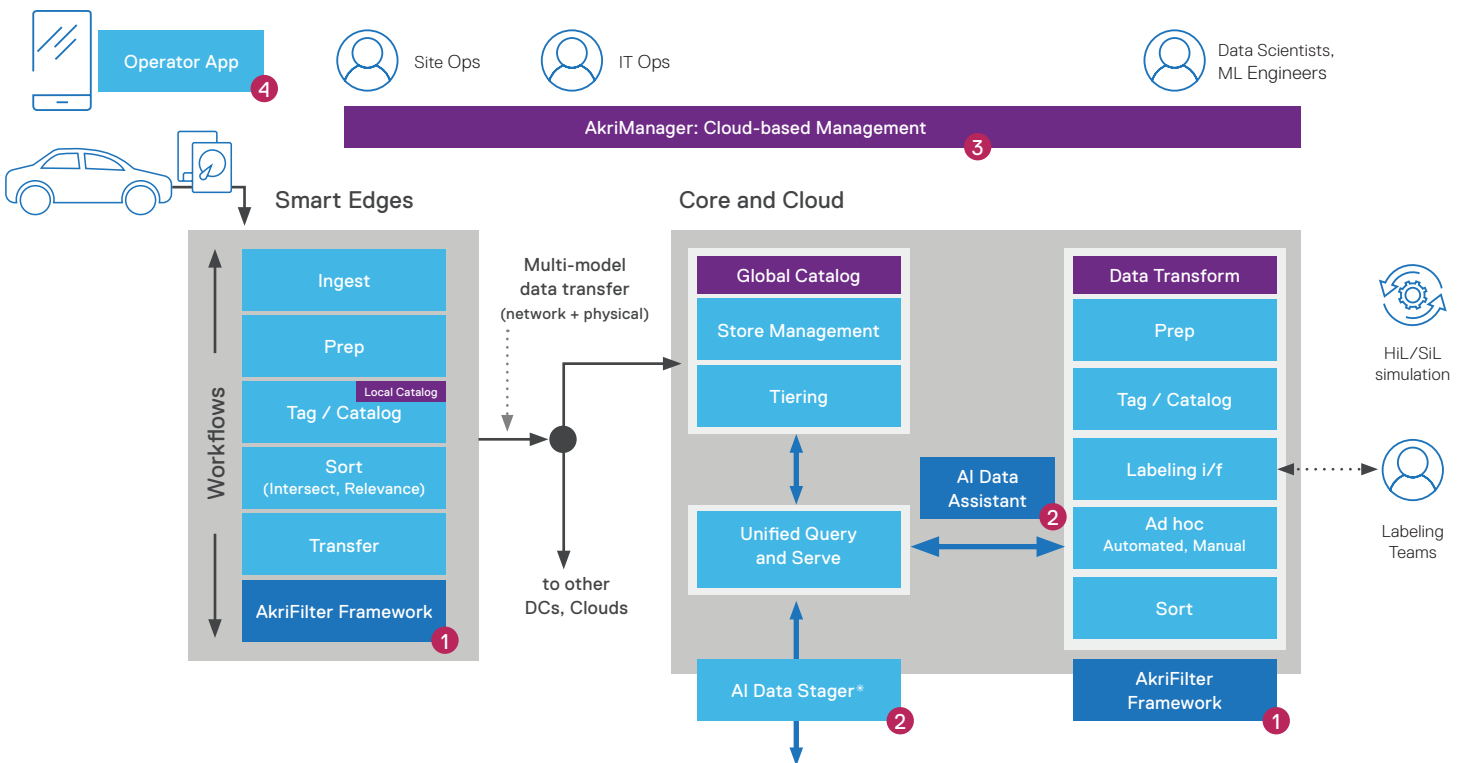 Operator App
4
Site Ops
IT Ops
Data Scientists,
ML Engineers
AkriManager: Cloud-based Management
3
Smart Edges
Workflows
Ingest
Prep
Local Catalog
Tag / Catalog
Sort
(Intersect, Relevance)
Transfer
AkriFilter Framework
1
Multi-model
data transfer
(network + physical)
to other
DCs, Clouds
Core and Cloud
Global Catalog
Store Management
Tiering
Unified Query
and Serve
AI Data Stager*
2
AI Data
Assistant
2
Data Transform
Prep
Tag / Catalog
Labeling i/f
Ad hoc
Automated, Manual
Sort
AkriFilter
Framework
1
HiL/SiL
simulation
Labeling
Teams